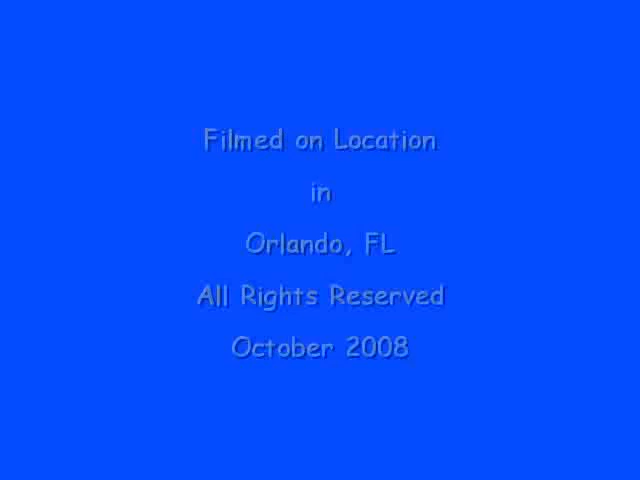 Filmed on Location
in
Orlando, FL
All Rights Reserved
October 2008